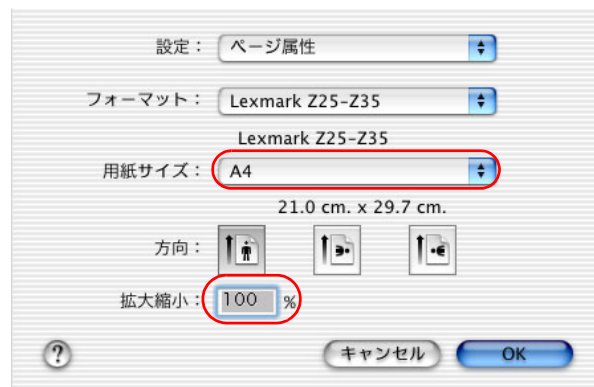 設定： ページ属性
フォーマット： Lexmark Z25-Z35
Lexmark Z25-Z35
用紙サイズ： A4
21.0 cm. x 29.7 cm.
方向：
拡大縮小： 100 %
? キャンセル OK